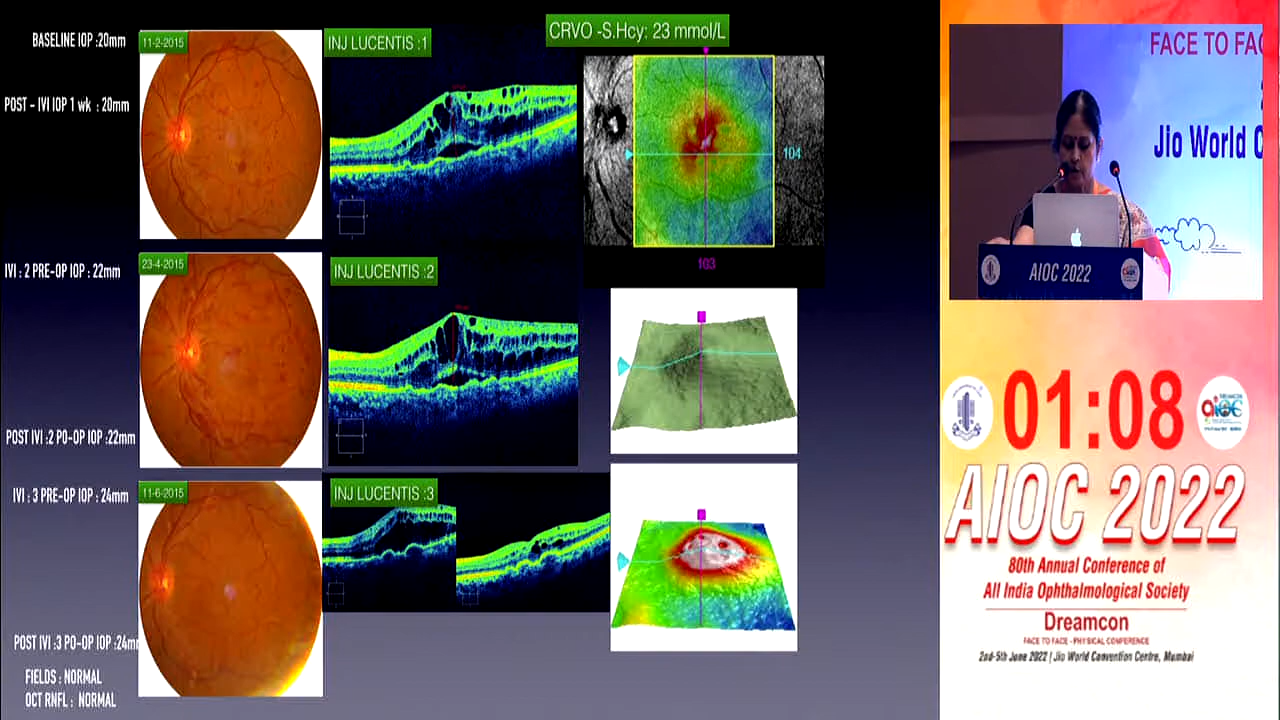 BASELINE IOP :20mm
POST - IVI IOP 1 wk : 20mm
IVI : 2 PRE-OP IOP : 22mm
POST IVI :2 PO-OP IOP :22mm
IVI : 3 PRE-OP IOP : 24mm
POST IVI :3 PO-OP IOP :24mm
FIELDS : NORMAL
OCT RNFL : NORMAL
11-2-2015
23-4-2015
11-6-2015
INJ LUCENTIS :1
INJ LUCENTIS :2
INJ LUCENTIS :3
CRVO -S.Hcy: 23 mmol/L
104
103
FACE TO FAC
Jio World C
AIOC 2022
01:08
AIOC 2022
80th Annual Conference of
All India Ophthalmological Society
Dreamcon
FACE TO FACE - PHYSICAL CONFERENCE
2nd-5th June 2022 | Jio World Convention Centre, Mumbai